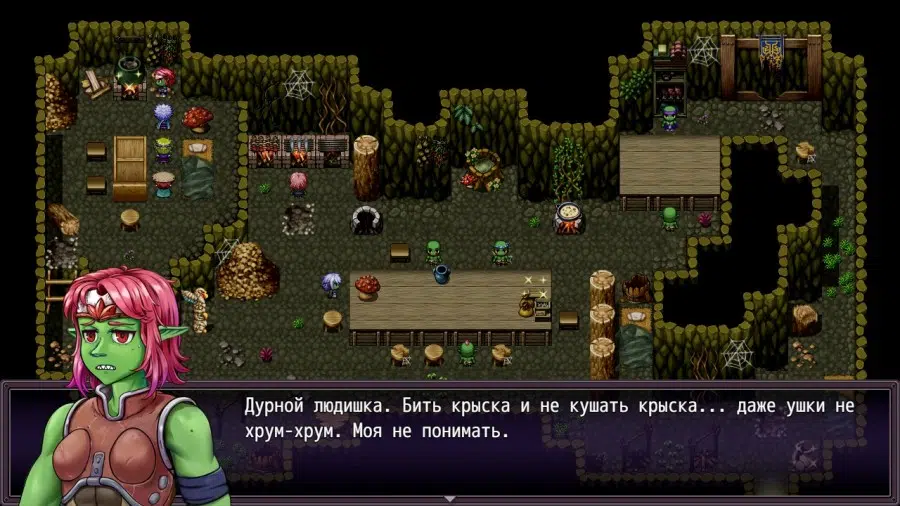 Дурной людишка. Бить крыска и не кушать крыска... даже ушки не
хрум-хрум. Моя не понимать.